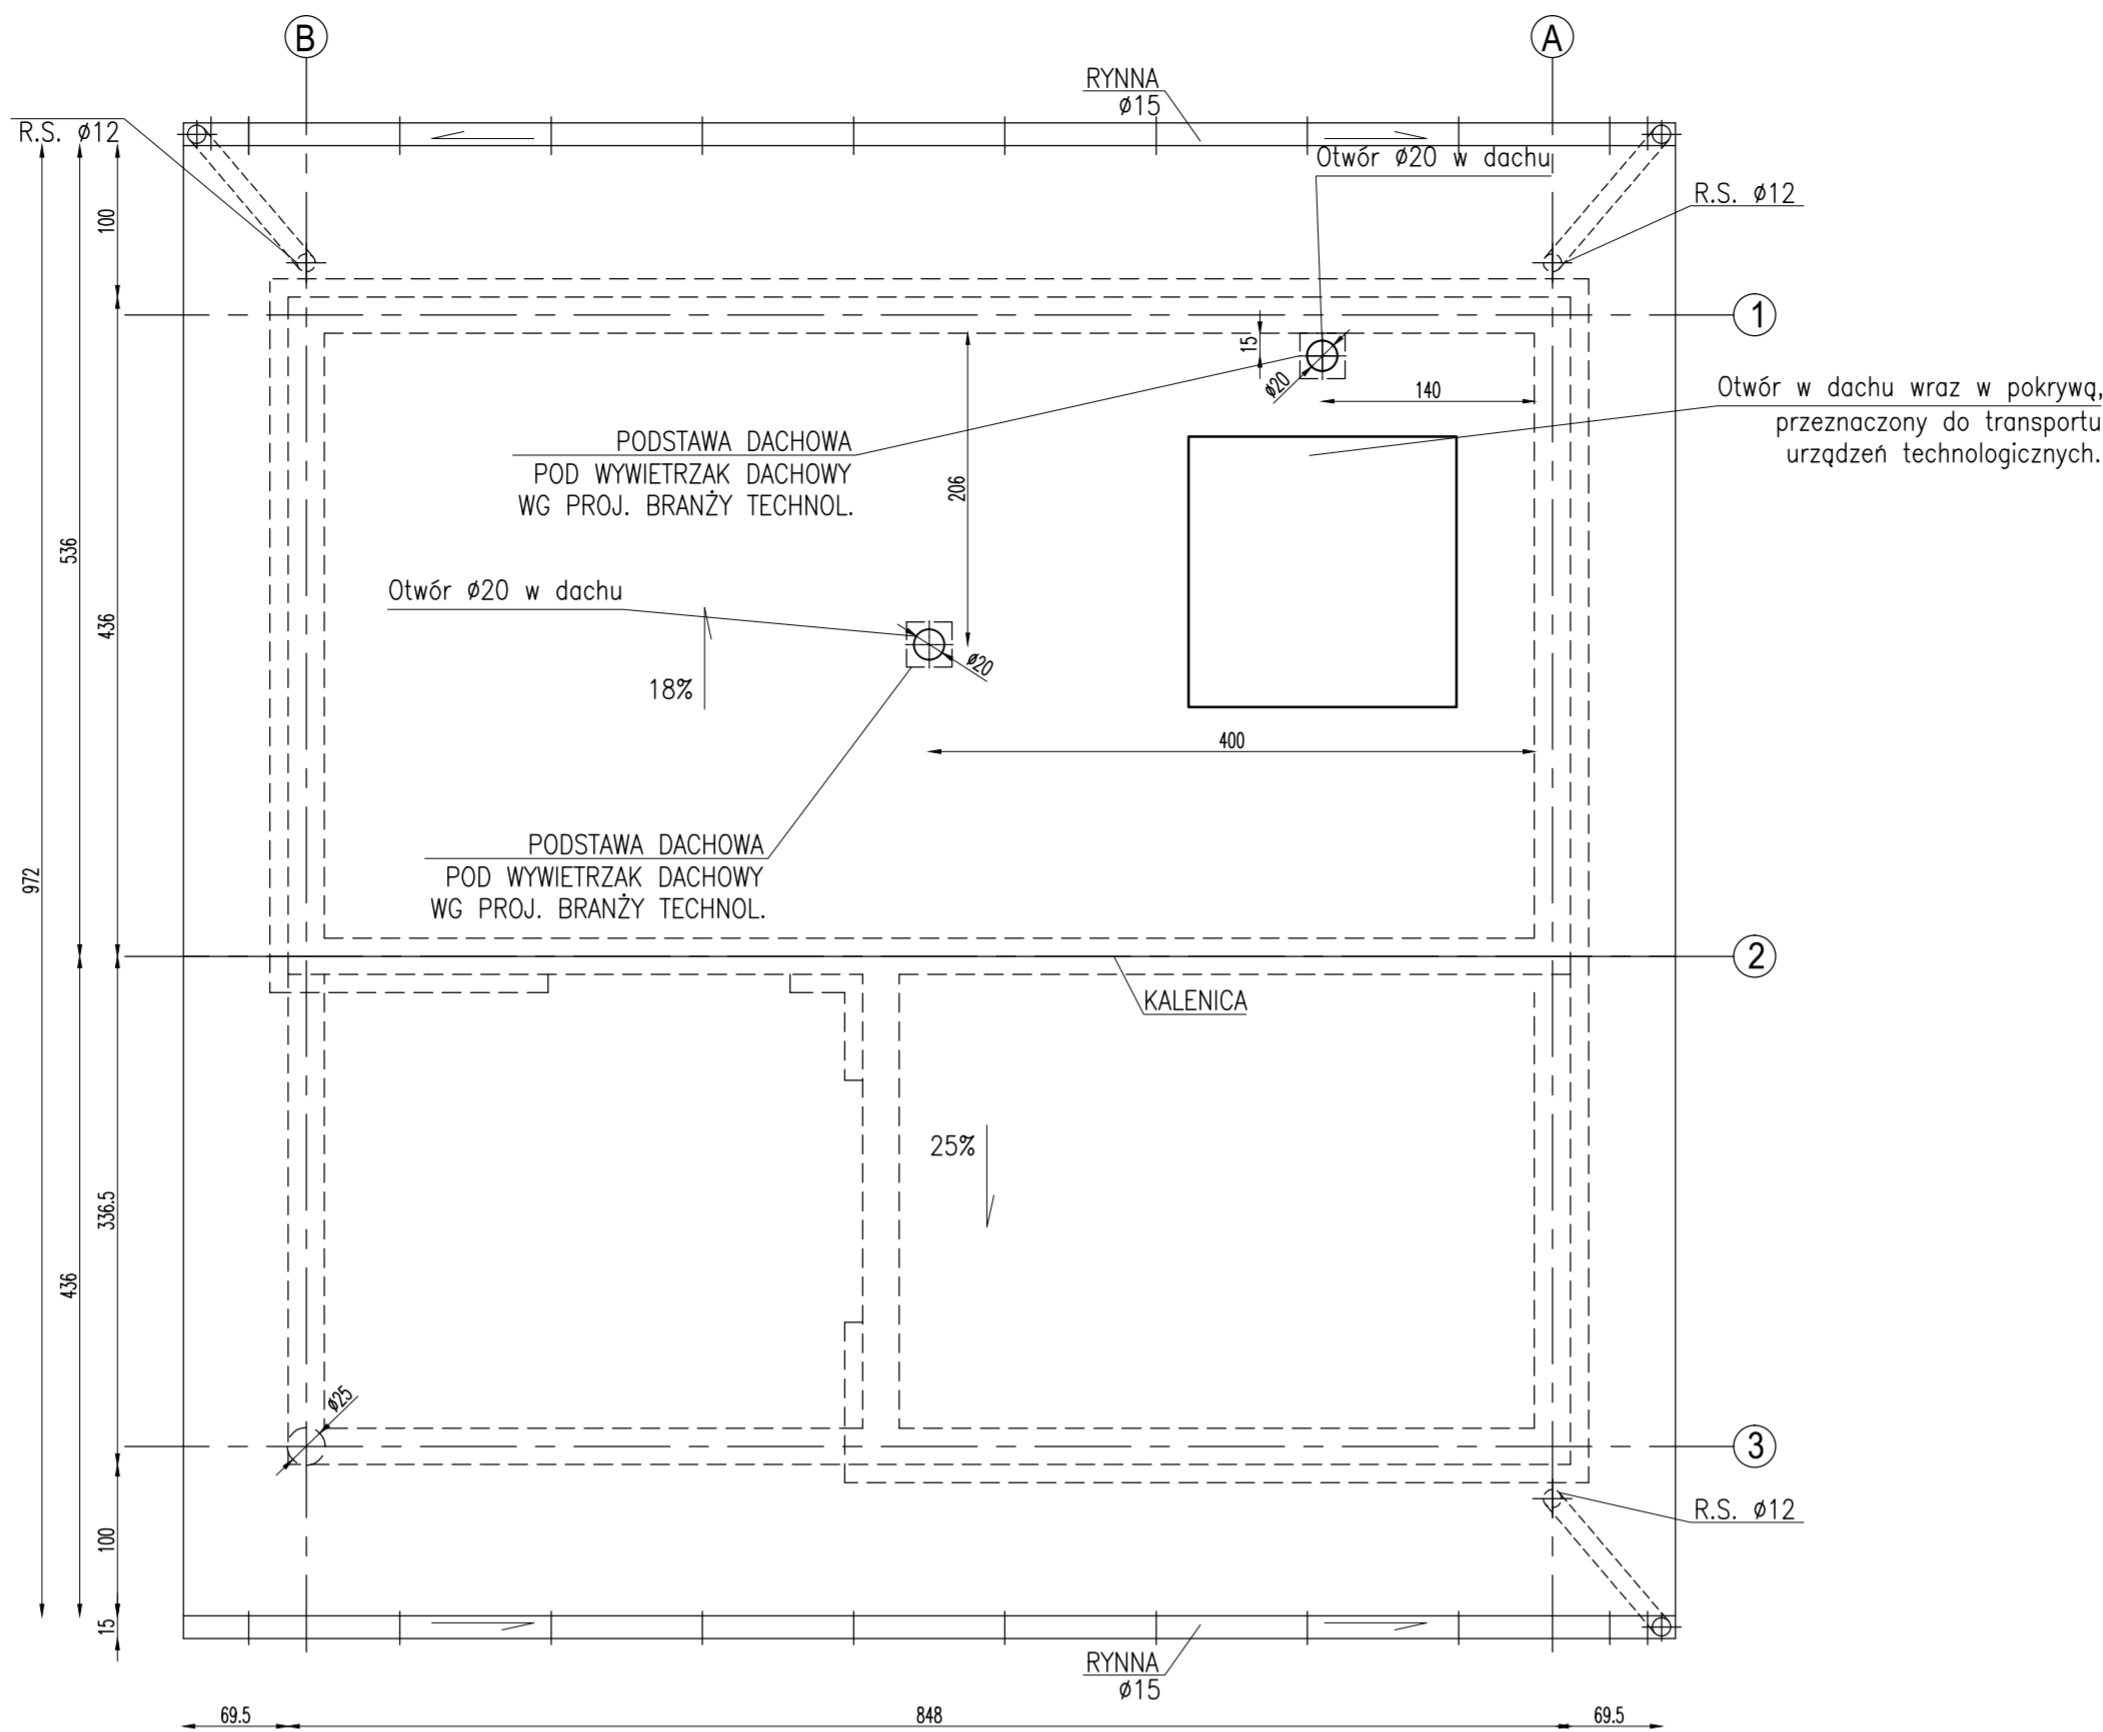 B
A
RYNNA
ø15
R.S. ø12
Otwór ø20 w dachu
R.S. ø12
100
1
15
ø20
140
Otwór w dachu wraz w pokrywą,
przeznaczony do transportu
urządzeń technologicznych.
PODSTAWA DACHOWA
POD WYWIETRZAK DACHOWY
WG PROJ. BRANŻY TECHNOL.
206
536
436
Otwór ø20 w dachu
ø20
18%
400
PODSTAWA DACHOWA
POD WYWIETRZAK DACHOWY
WG PROJ. BRANŻY TECHNOL.
972
2
KALENICA
25%
336.5
436
ø25
3
R.S. ø12
100
15
RYNNA
ø15
69.5
848
69.5